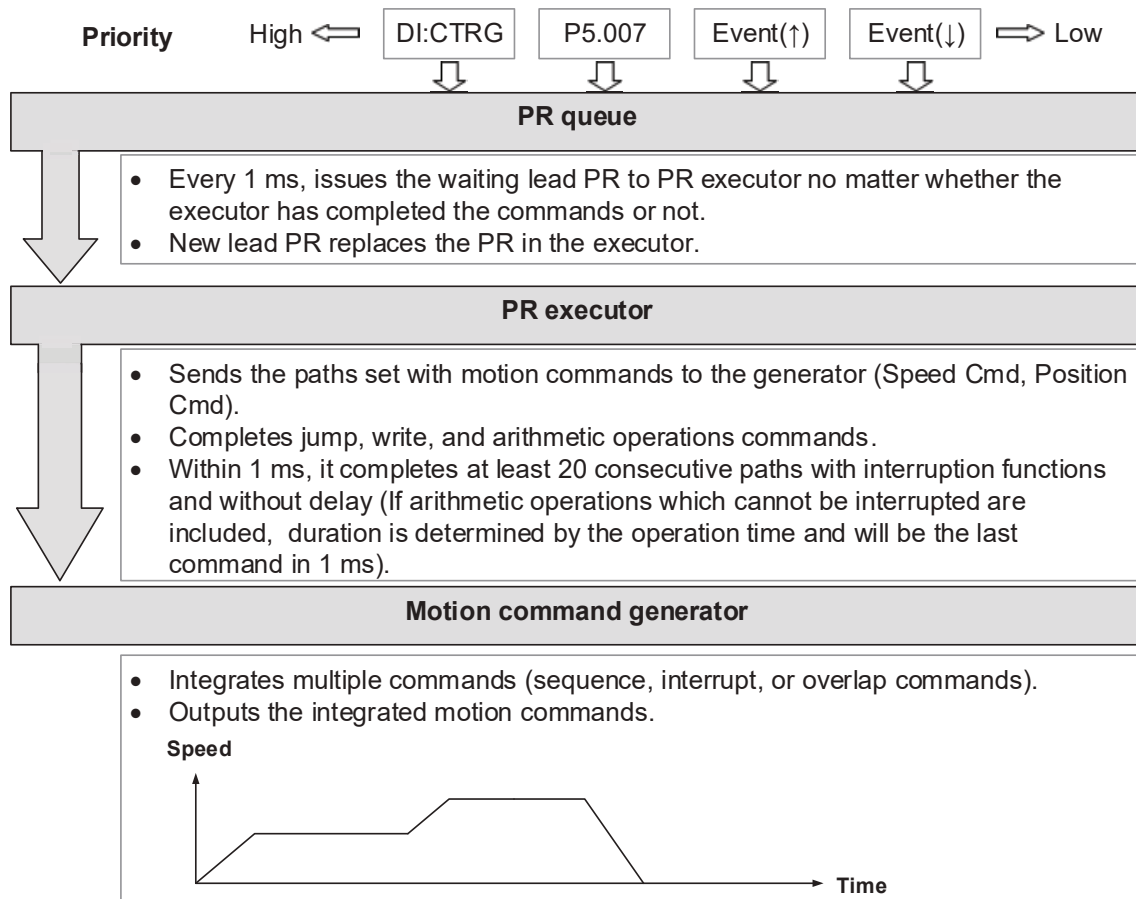 Priority High DI:CTRG P5.007 Event(↑) Event(↓) Low
PR queue
• Every 1 ms, issues the waiting lead PR to PR executor no matter whether the
executor has completed the commands or not.
• New lead PR replaces the PR in the executor.
PR executor
• Sends the paths set with motion commands to the generator (Speed Cmd, Position
Cmd).
• Completes jump, write, and arithmetic operations commands.
• Within 1 ms, it completes at least 20 consecutive paths with interruption functions
and without delay (If arithmetic operations which cannot be interrupted are
included, duration is determined by the operation time and will be the last
command in 1 ms).
Motion command generator
• Integrates multiple commands (sequence, interrupt, or overlap commands).
• Outputs the integrated motion commands.
Speed
Time